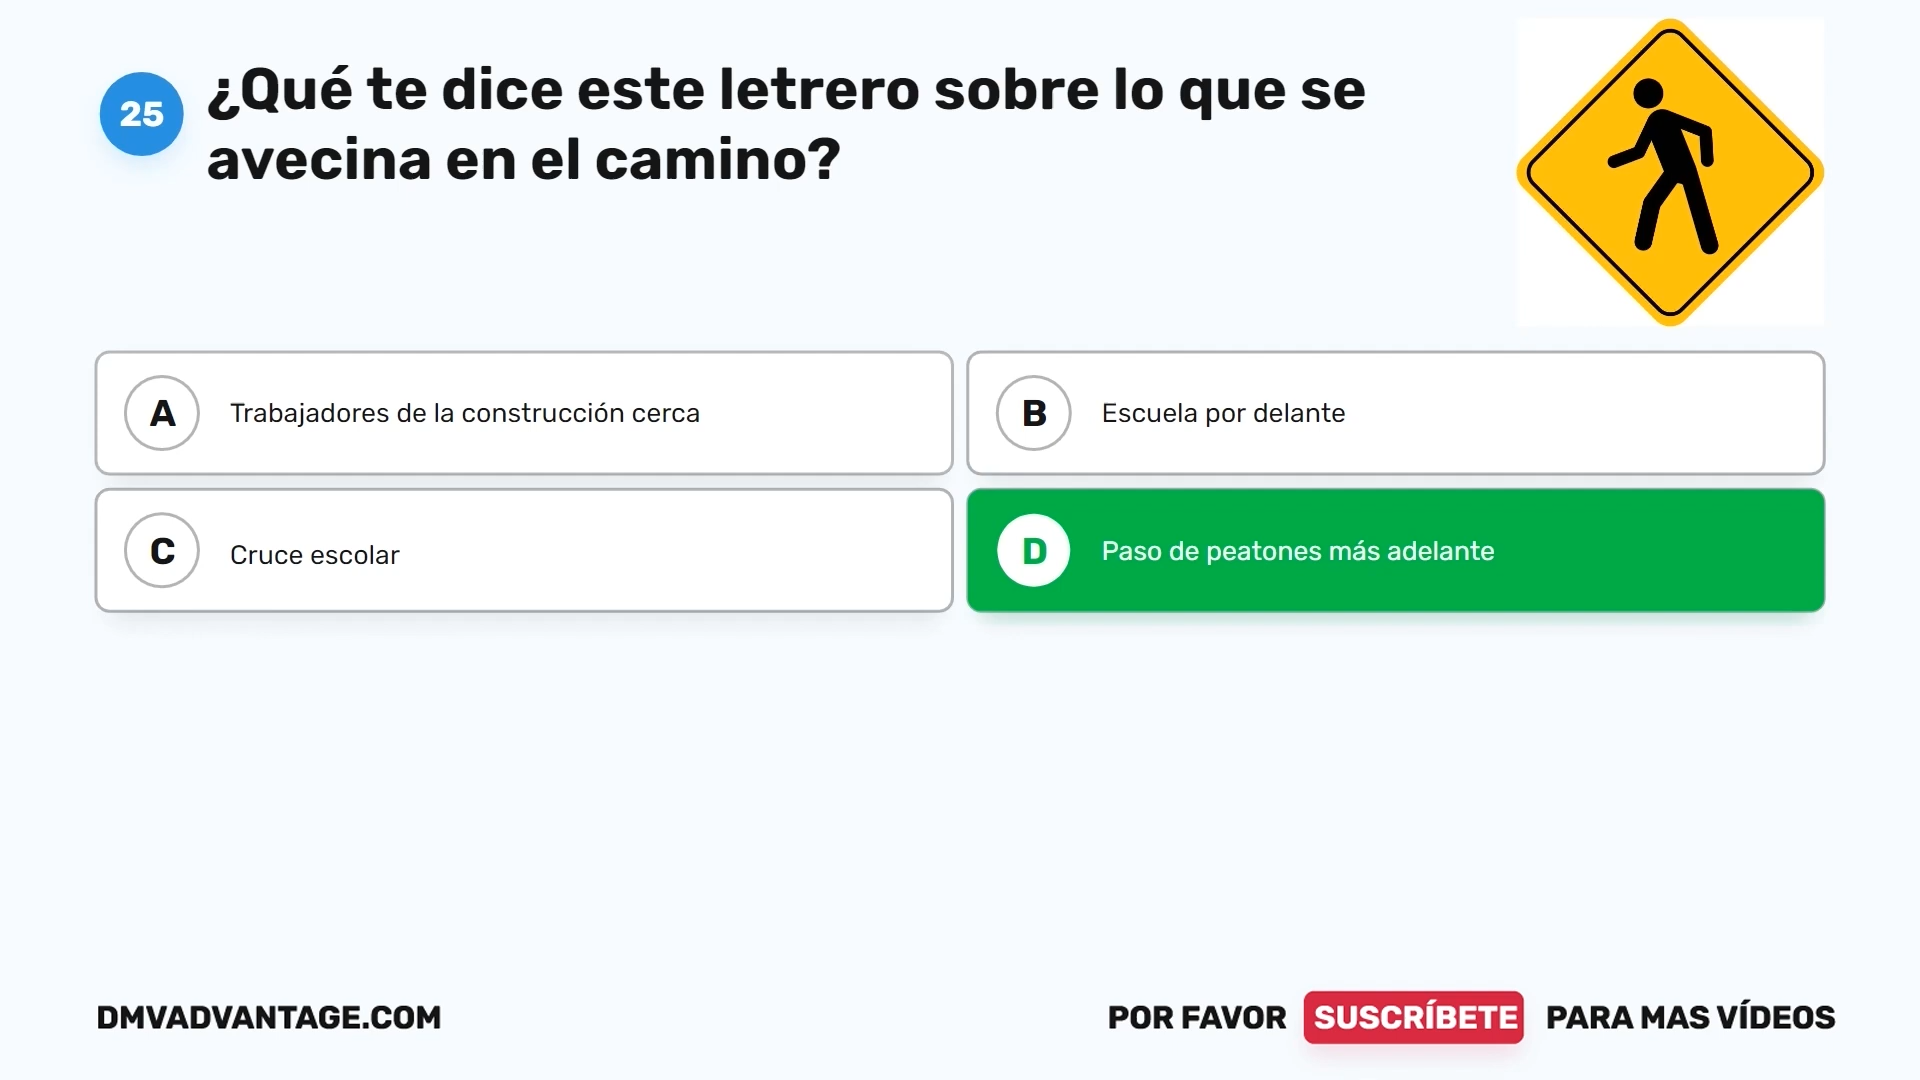 25
¿Qué te dice este letrero sobre lo que se
avecina en el camino?
A Trabajadores de la construcción cerca
B Escuela por delante
C Cruce escolar
D Paso de peatones más adelante
DMVADVANTAGE.COM
POR FAVOR SUSCRÍBETE PARA MAS VÍDEOS